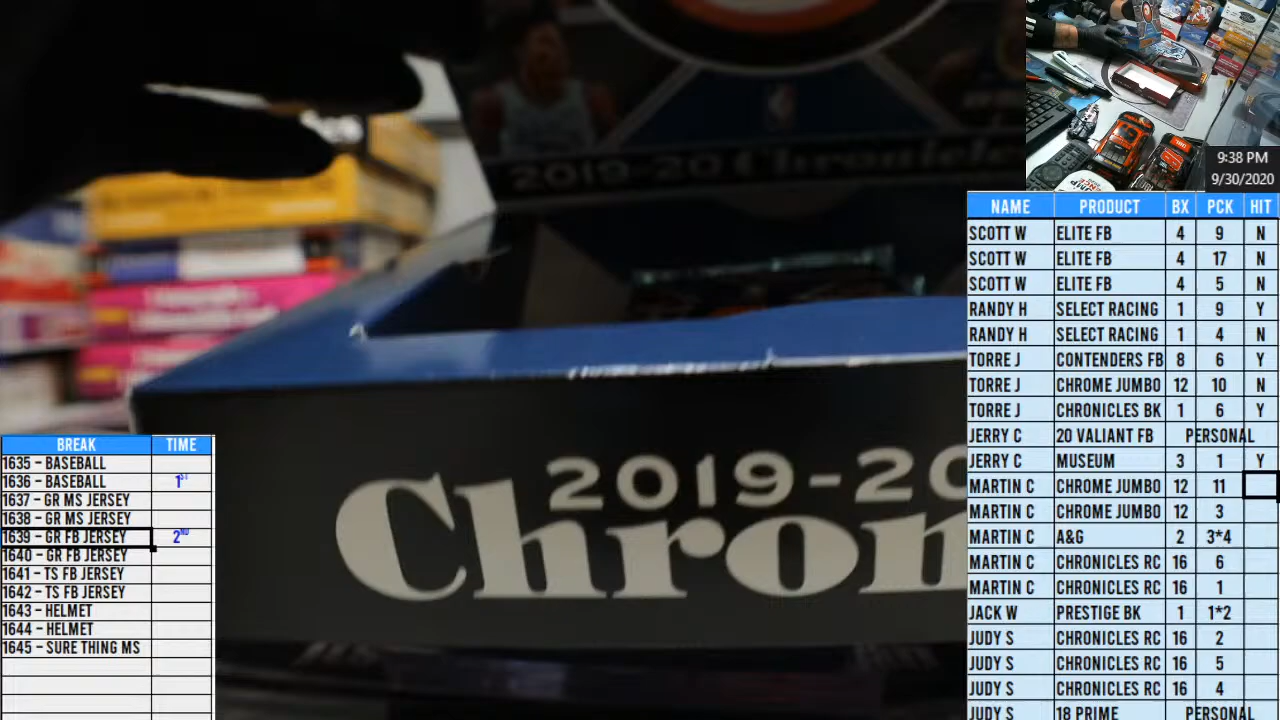 2019-20 Chronicles
2019-20
Chron
9:38 PM
9/30/2020
NAME PRODUCT BX PCK HIT
SCOTT W ELITE FB 4 9 N
SCOTT W ELITE FB 4 17 N
SCOTT W ELITE FB 4 5 N
RANDY H SELECT RACING 1 9 Y
RANDY H SELECT RACING 1 4 N
TORRE J CONTENDERS FB 8 6 Y
TORRE J CHROME JUMBO 12 10 N
TORRE J CHRONICLES BK 1 6 Y
JERRY C 20 VALIANT FB PERSONAL
JERRY C MUSEUM 3 1 Y
MARTIN C CHROME JUMBO 12 11
MARTIN C CHROME JUMBO 12 3
MARTIN C A&G 2 3*4
MARTIN C CHRONICLES RC 16 6
MARTIN C CHRONICLES RC 16 1
JACK W PRESTIGE BK 1 1*2
JUDY S CHRONICLES RC 16 2
JUDY S CHRONICLES RC 16 5
JUDY S CHRONICLES RC 16 4
JUDY S 18 PRIME PERSONAL
BREAK TIME
1635 - BASEBALL
1636 - BASEBALL 1ST
1637 - GR MS JERSEY
1638 - GR MS JERSEY
1639 - GR FB JERSEY 2ND
1640 - GR FB JERSEY
1641 - TS FB JERSEY
1642 - TS FB JERSEY
1643 - HELMET
1644 - HELMET
1645 - SURE THING MS